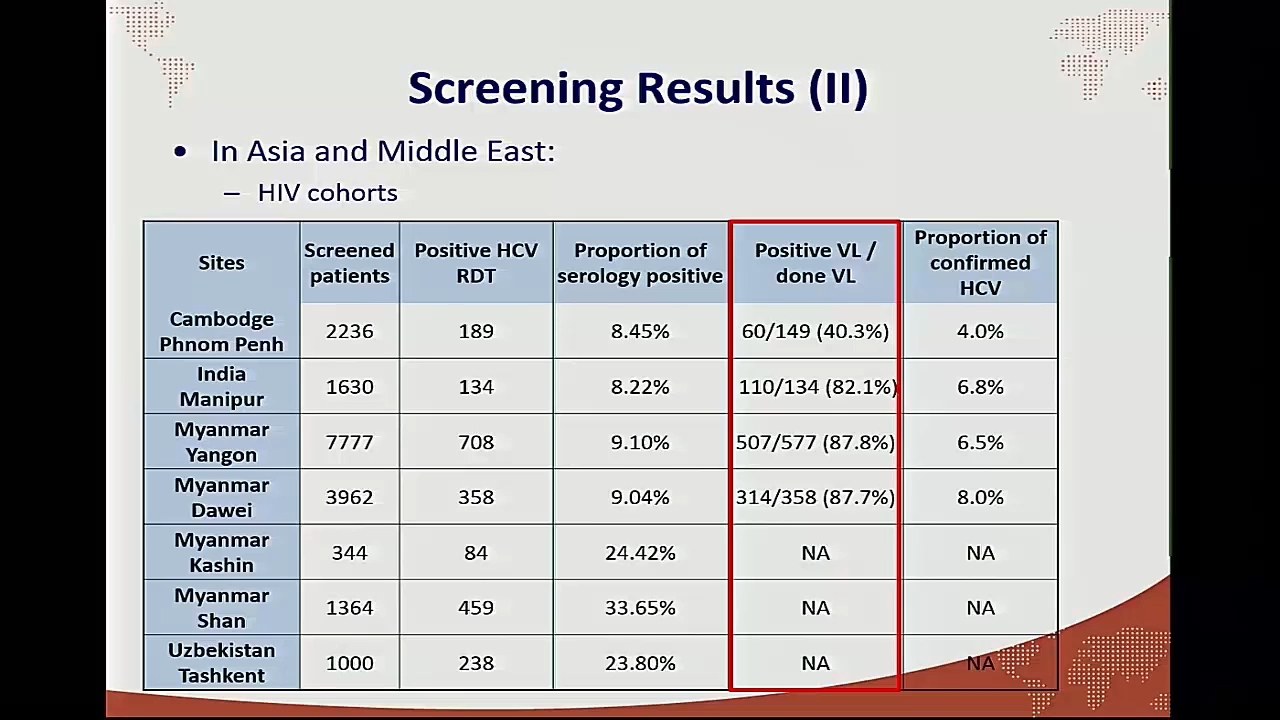 Screening Results (II)
• In Asia and Middle East:
– HIV cohorts
Sites
Screened patients
Positive HCV RDT
Proportion of serology positive
Positive VL / done VL
Proportion of confirmed HCV
Cambodge Phnom Penh 2236 189 8.45% 60/149 (40.3%) 4.0%
India Manipur 1630 134 8.22% 110/134 (82.1%) 6.8%
Myanmar Yangon 7777 708 9.10% 507/577 (87.8%) 6.5%
Myanmar Dawei 3962 358 9.04% 314/358 (87.7%) 8.0%
Myanmar Kashin 344 84 24.42% NA NA
Myanmar Shan 1364 459 33.65% NA NA
Uzbekistan Tashkent 1000 238 23.80% NA NA